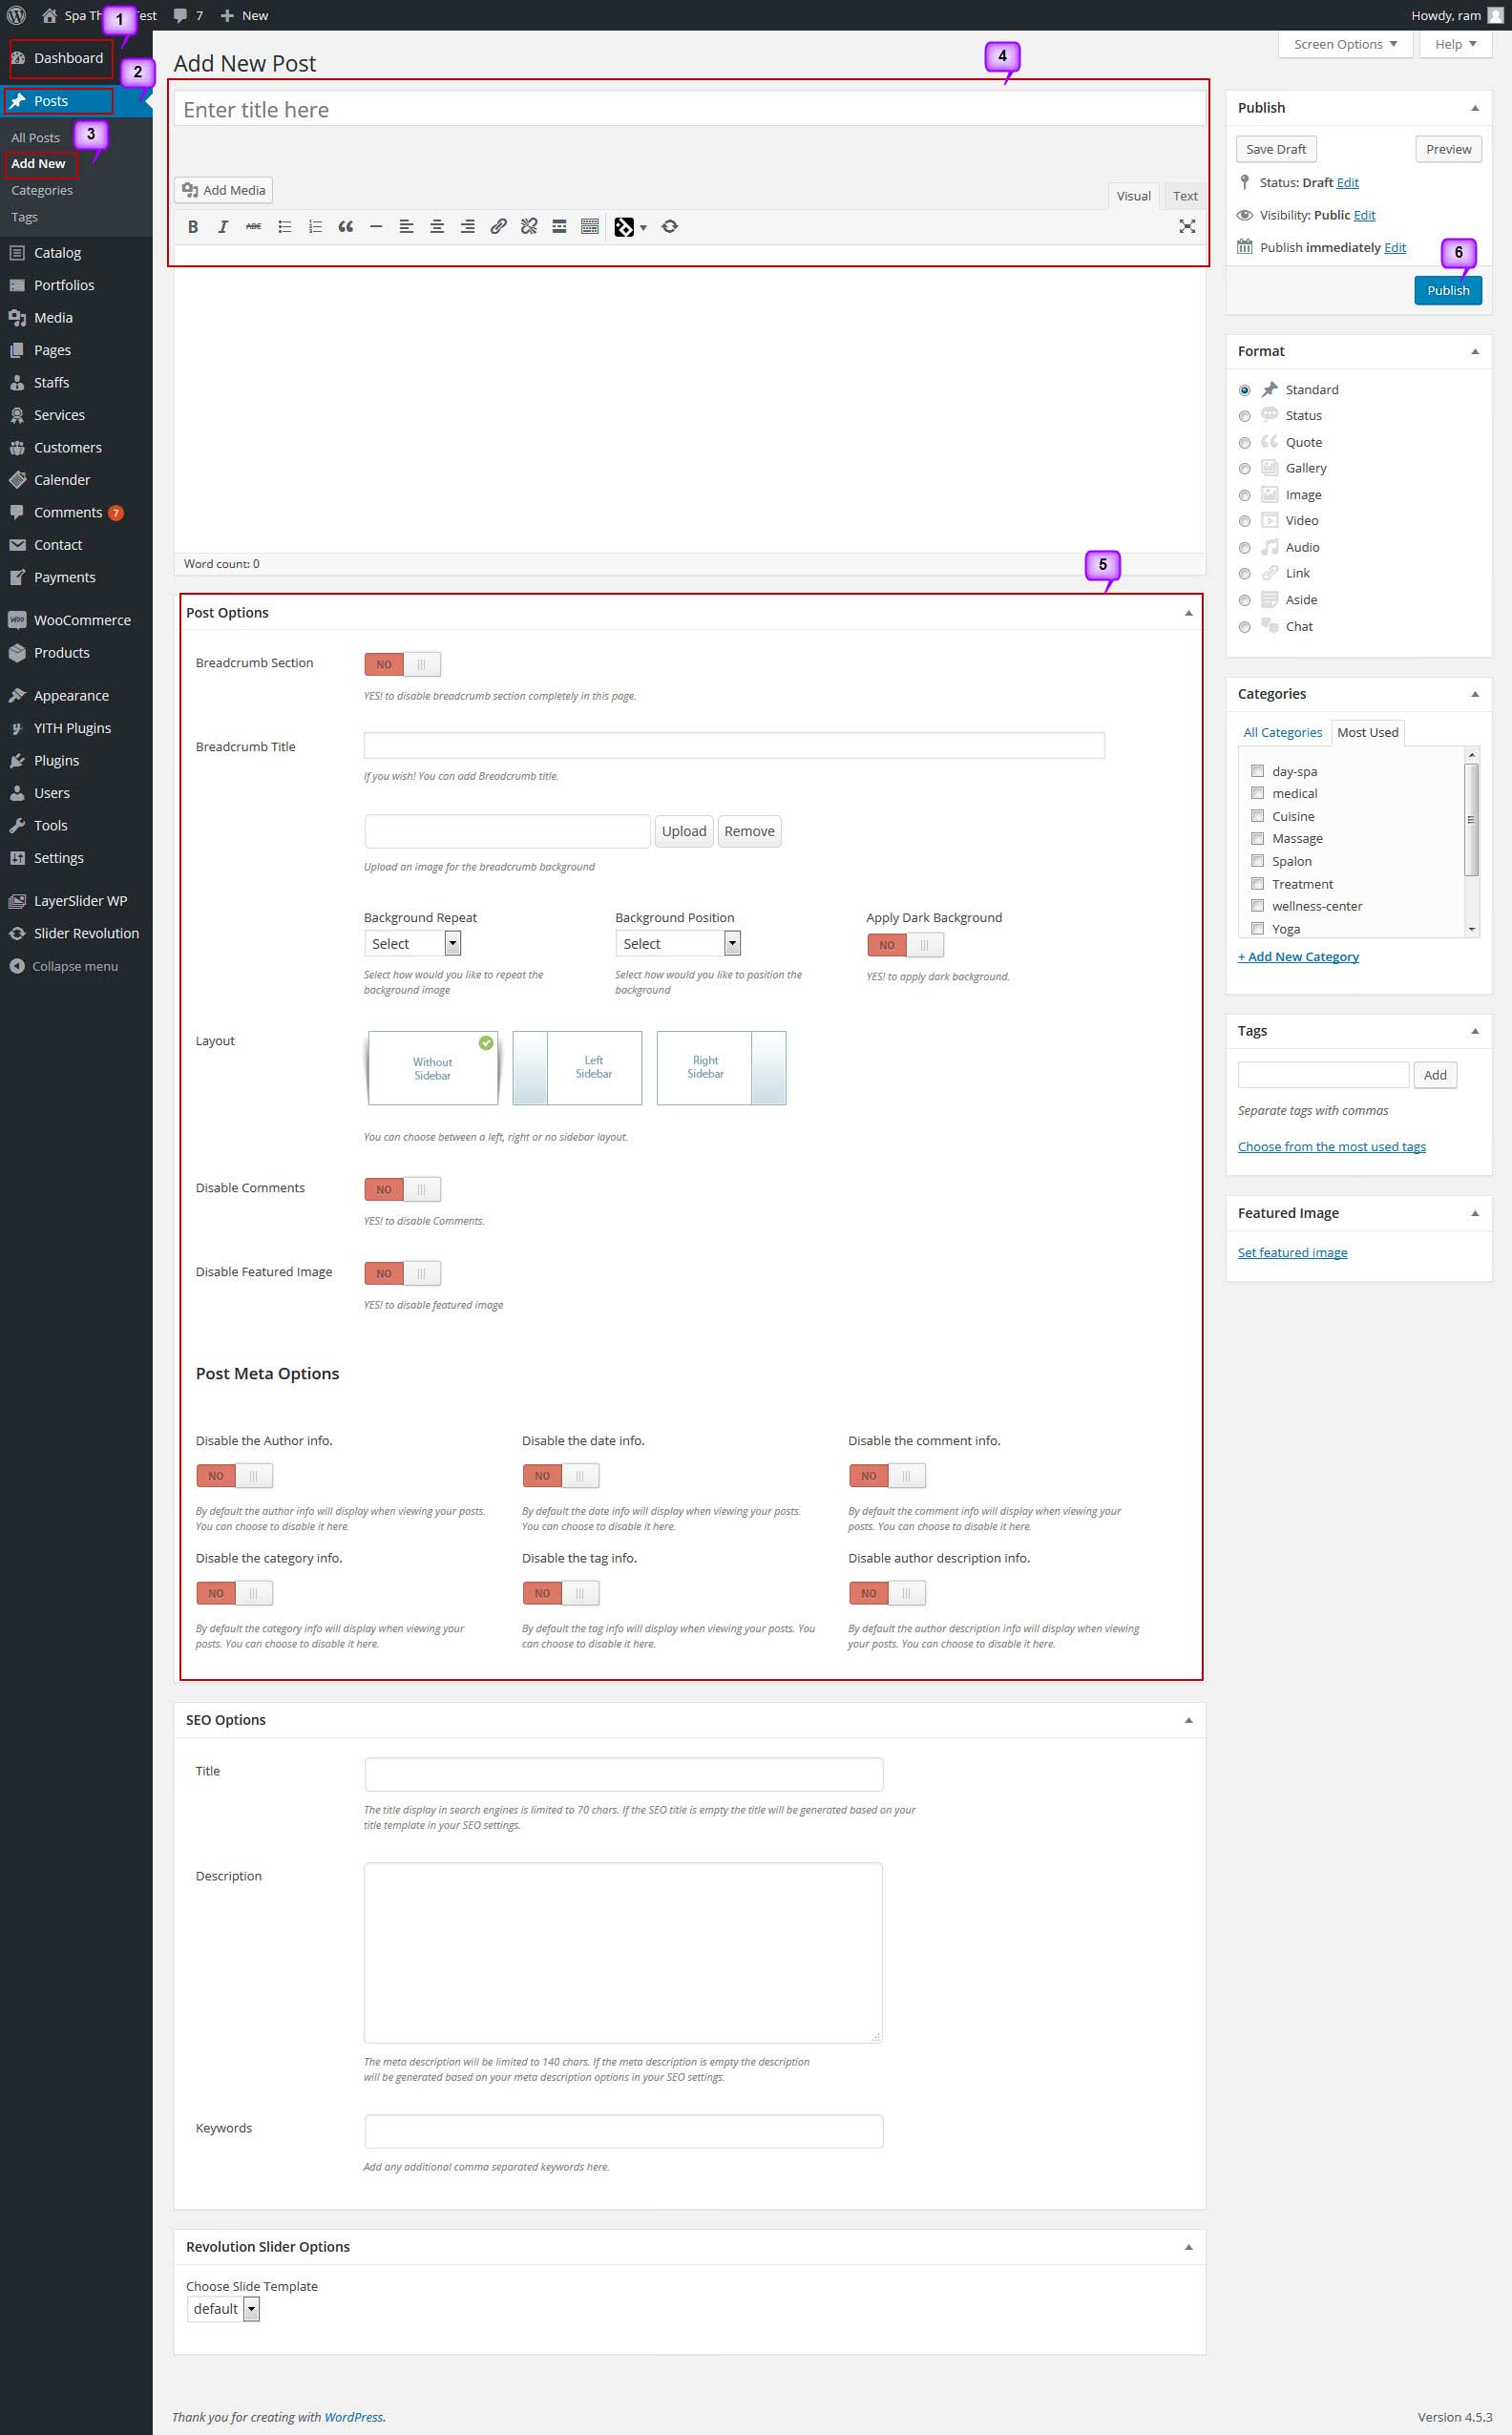 Spa Th
est
7
New
Howdy, ram
1
Dashboard
2
Posts
All Posts
3
Add New
Categories
Tags
Catalog
Portfolios
Media
Pages
Staffs
Services
Customers
Calender
Comments 7
Contact
Payments
WOO
WooCommerce
Products
Appearance
YITH Plugins
Plugins
Users
Tools
Settings
LayerSlider WP
Slider Revolution
Collapse menu
Screen Options
Help
Add New Post
4
Enter title here
Add Media
Visual
Text
B I ABC
Word count: 0
5
Post Options
Breadcrumb Section
NO
YES! to disable breadcrumb section completely in this page.
Breadcrumb Title
If you wish! You can add Breadcrumb title.
Upload
Remove
Upload an image for the breadcrumb background
Background Repeat
Select
Select how would you like to repeat the
background image
Background Position
Select
Select how would you like to position the
background
Apply Dark Background
NO
YES! to apply dark background.
Layout
Without
Sidebar
Left
Sidebar
Right
Sidebar
You can choose between a left, right or no sidebar layout.
Disable Comments
NO
YES! to disable Comments.
Disable Featured Image
NO
YES! to disable featured image
Post Meta Options
Disable the Author info.
NO
By default the author info will display when viewing your posts.
You can choose to disable it here.
Disable the date info.
NO
By default the date info will display when viewing your posts.
You can choose to disable it here.
Disable the comment info.
NO
By default the comment info will display when viewing your
posts. You can choose to disable it here.
Disable the category info.
NO
By default the category info will display when viewing your
posts. You can choose to disable it here.
Disable the tag info.
NO
By default the tag info will display when viewing your posts. You
can choose to disable it here.
Disable author description info.
NO
By default the author description info will display when viewing
your posts. You can choose to disable it here.
SEO Options
Title
The title display in search engines is limited to 70 chars. If the SEO title is empty the title will be generated based on your
title template in your SEO settings.
Description
The meta description will be limited to 140 chars. If the meta description is empty the description
will be generated based on your meta description options in your SEO settings.
Keywords
Add any additional comma separated keywords here.
Revolution Slider Options
Choose Slide Template
default
Publish
Save Draft
Preview
Status: Draft Edit
Visibility: Public Edit
Publish immediately Edit
6
Publish
Format
Standard
Status
Quote
Gallery
Image
Video
Audio
Link
Aside
Chat
Categories
All Categories
Most Used
day-spa
medical
Cuisine
Massage
Spalon
Treatment
wellness-center
Yoga
+ Add New Category
Tags
Add
Separate tags with commas
Choose from the most used tags
Featured Image
Set featured image
Thank you for creating with WordPress.
Version 4.5.3